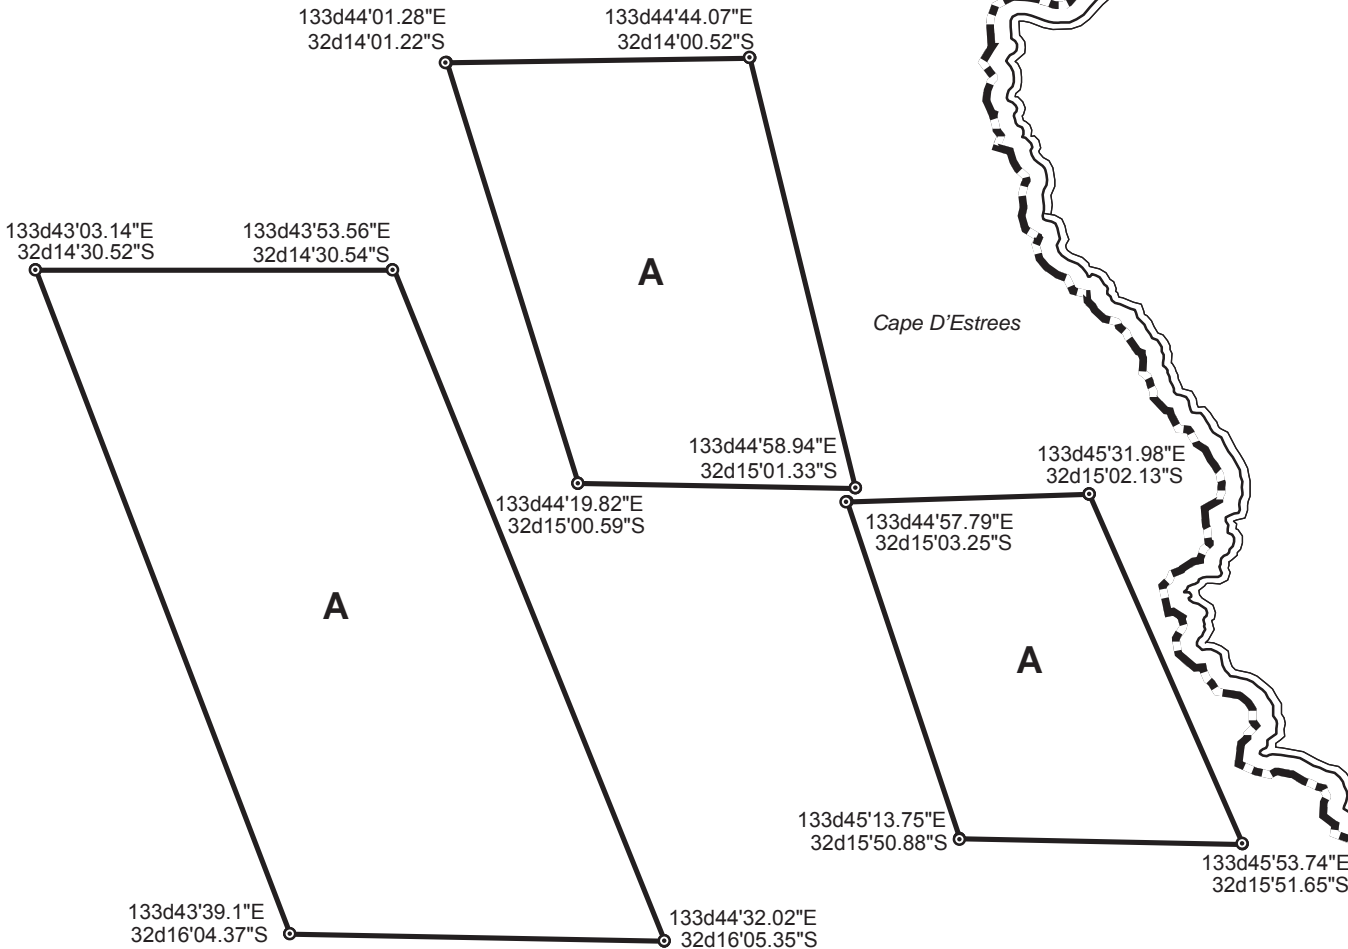 133d44'01.28"E
32d14'01.22"S
133d44'44.07"E
32d14'00.52"S
133d43'03.14"E
32d14'30.52"S
133d43'53.56"E
32d14'30.54"S
A
Cape D'Estrees
133d44'58.94"E
32d15'01.33"S
133d45'31.98"E
32d15'02.13"S
133d44'19.82"E
32d15'00.59"S
133d44'57.79"E
32d15'03.25"S
A
A
133d45'13.75"E
32d15'50.88"S
133d45'53.74"E
32d15'51.65"S
133d43'39.1"E
32d16'04.37"S
133d44'32.02"E
32d16'05.35"S